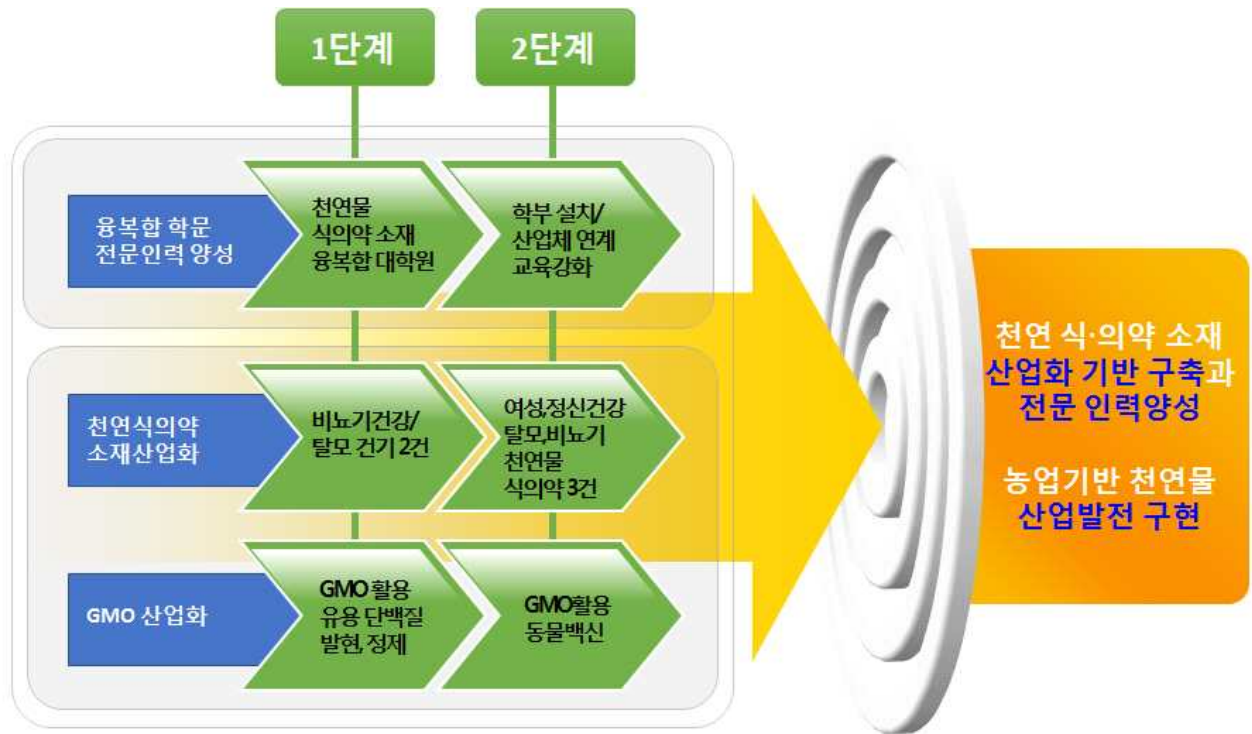 1단계
2단계
융복합 학문
전문인력 양성
천연물
식의약 소재
융복합 대학원
학부 설치/
산업체 연계
교육강화
천연식의약
소재산업화
비뇨기건강/
탈모 건기 2건
여성,정신건강
탈모,비뇨기
천연물
식의약 3건
GMO 산업화
GMO 활용
유용 단백질
발현, 정제
GMO활용
동물백신
천연 식·의약 소재
산업화 기반 구축과
전문 인력양성
농업기반 천연물
산업발전 구현